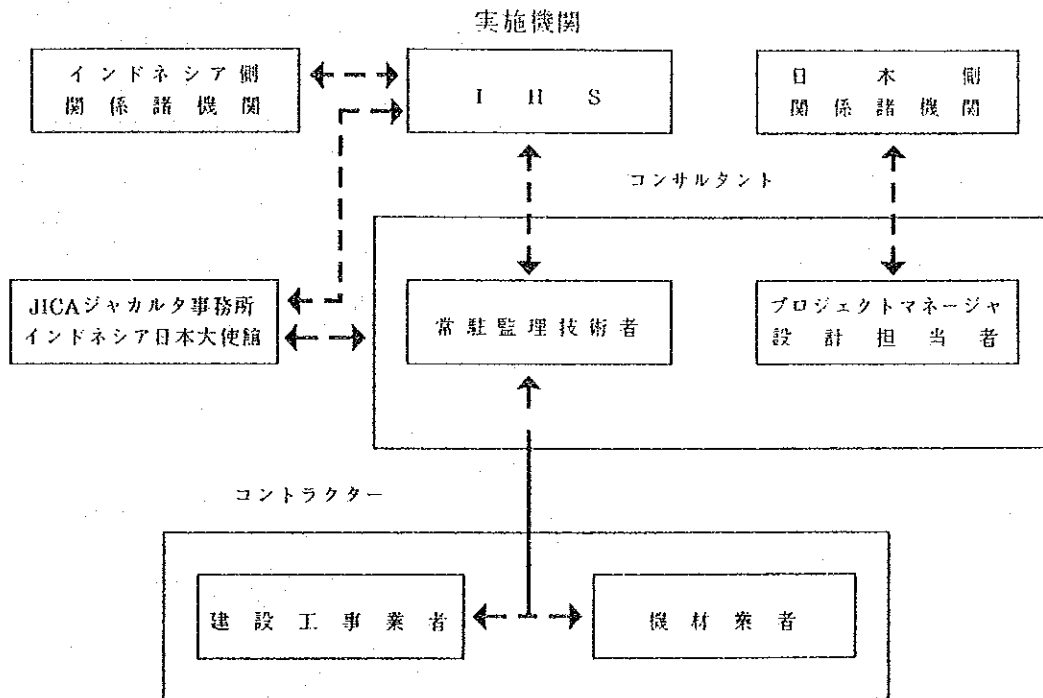 実施機関
インドネシア側
関係諸機関
I H S
日本側
関係諸機関
コンサルタント
JICAジャカルタ事務所
インドネシア日本大使館
常駐監理技術者
プロジェクトマネージャ
設計担当者
コントラクター
建設工事業者
機材業者